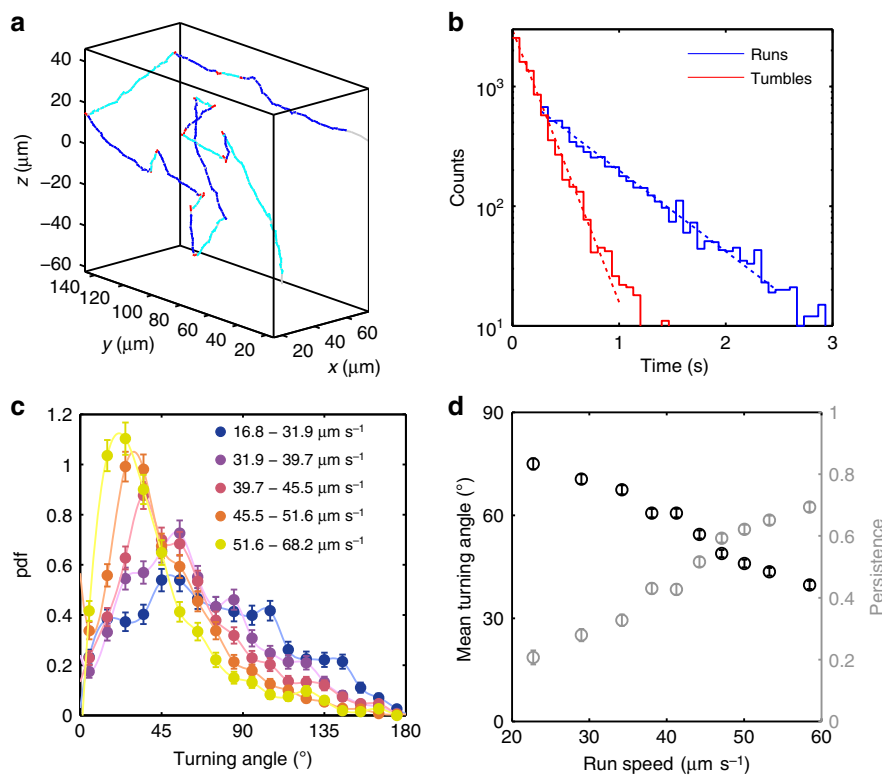 a
40
20
0
−20
−40
−60
z (μm)
140
120
100
80
60
40
20
y (μm)
20
40
60
x (μm)
b
Runs
Tumbles
10³
10²
10¹
Counts
0 1 2 3
Time (s)
c
16.8 – 31.9 μm s⁻¹
31.9 – 39.7 μm s⁻¹
39.7 – 45.5 μm s⁻¹
45.5 – 51.6 μm s⁻¹
51.6 – 68.2 μm s⁻¹
1.2
1
0.8
0.6
0.4
0.2
0
pdf
0 45 90 135 180
Turning angle (°)
d
90
60
30
0
Mean turning angle (°)
1
0.8
0.6
0.4
0.2
0
Persistence
20 30 40 50 60
Run speed (μm s⁻¹)